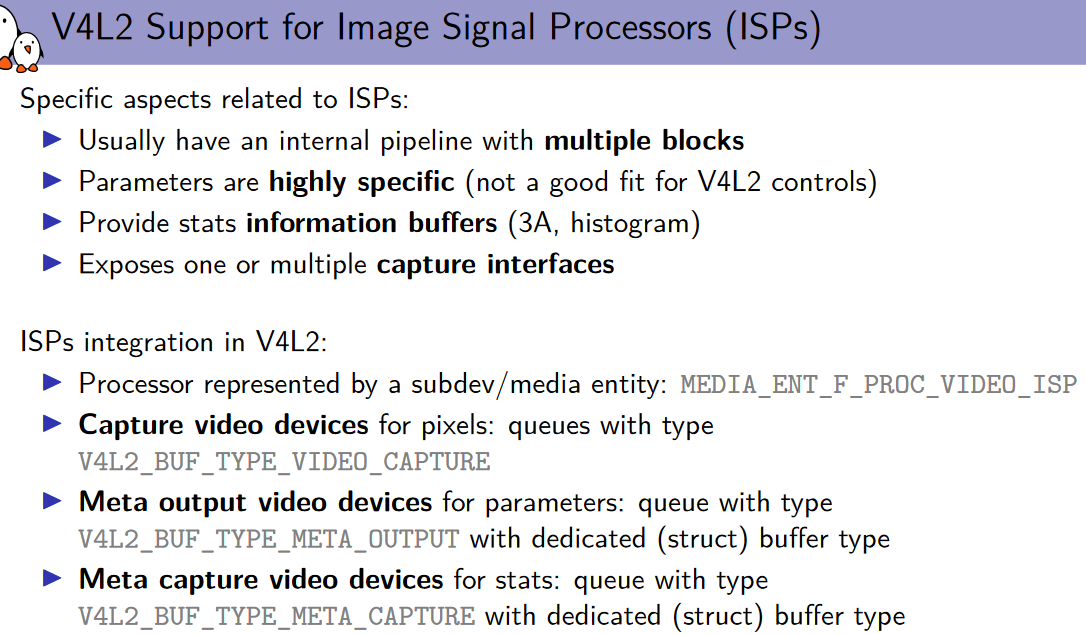 V4L2 Support for Image Signal Processors (ISPs)
Specific aspects related to ISPs:
Usually have an internal pipeline with multiple blocks
Parameters are highly specific (not a good fit for V4L2 controls)
Provide stats information buffers (3A, histogram)
Exposes one or multiple capture interfaces
ISPs integration in V4L2:
Processor represented by a subdev/media entity: MEDIA_ENT_F_PROC_VIDEO_ISP
Capture video devices for pixels: queues with type
V4L2_BUF_TYPE_VIDEO_CAPTURE
Meta output video devices for parameters: queue with type
V4L2_BUF_TYPE_META_OUTPUT with dedicated (struct) buffer type
Meta capture video devices for stats: queue with type
V4L2_BUF_TYPE_META_CAPTURE with dedicated (struct) buffer type